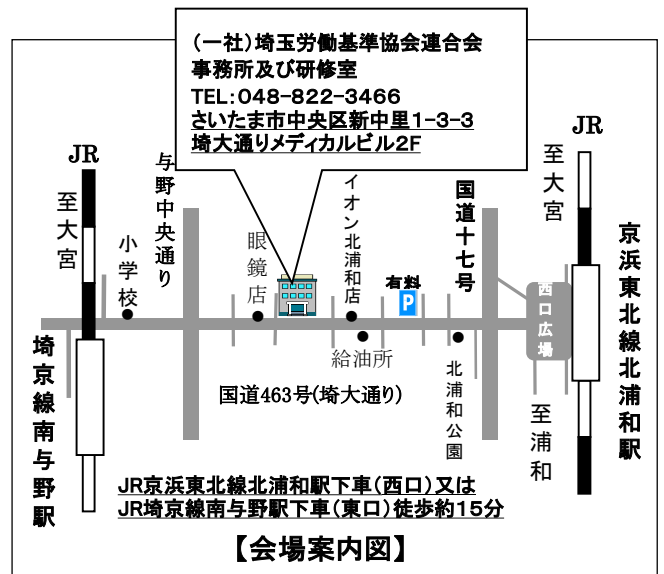 (一社)埼玉労働基準協会連合会
事務所及び研修室
TEL:048-822-3466
さいたま市中央区新中里1-3-3
埼大通りメディカルビル2F
JR
至大宮
小学校
与野中央通り
眼鏡店
イオン北浦和店
有料
P
国道十七号
JR
至大宮
京浜東北線北浦和駅
西口広場
給油所
北浦和公園
至浦和
埼京線南与野駅
国道463号(埼大通り)
JR京浜東北線北浦和駅下車(西口)又は
JR埼京線南与野駅下車(東口)徒歩約15分
【会場案内図】